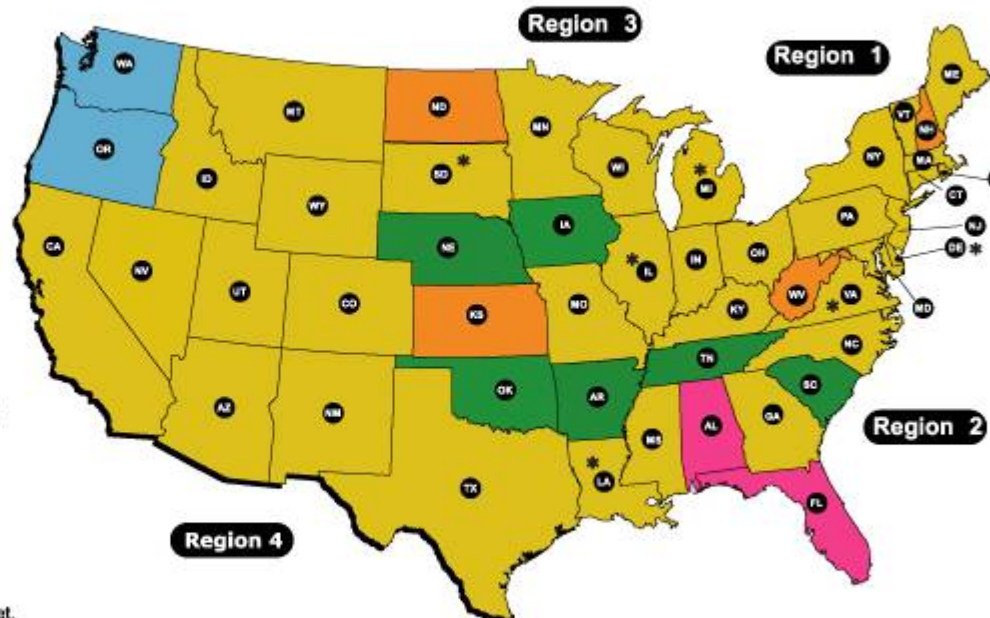 Region 3
Region 1
WA
ME
MT
ND
VT
NH
MN
OR
SD *
WI
* MI
NY
MA
ID
WY
CT
PA
IA
NJ
CA
NE
OH
DE *
NV
* IL
IN
UT
CO
WV
VA
*
MO
KY
MD
KS
NC
TN
SC
OK
AR
AZ
NM
AL
GA
Region 2
MS
*
LA
TX
FL
Region 4
et.